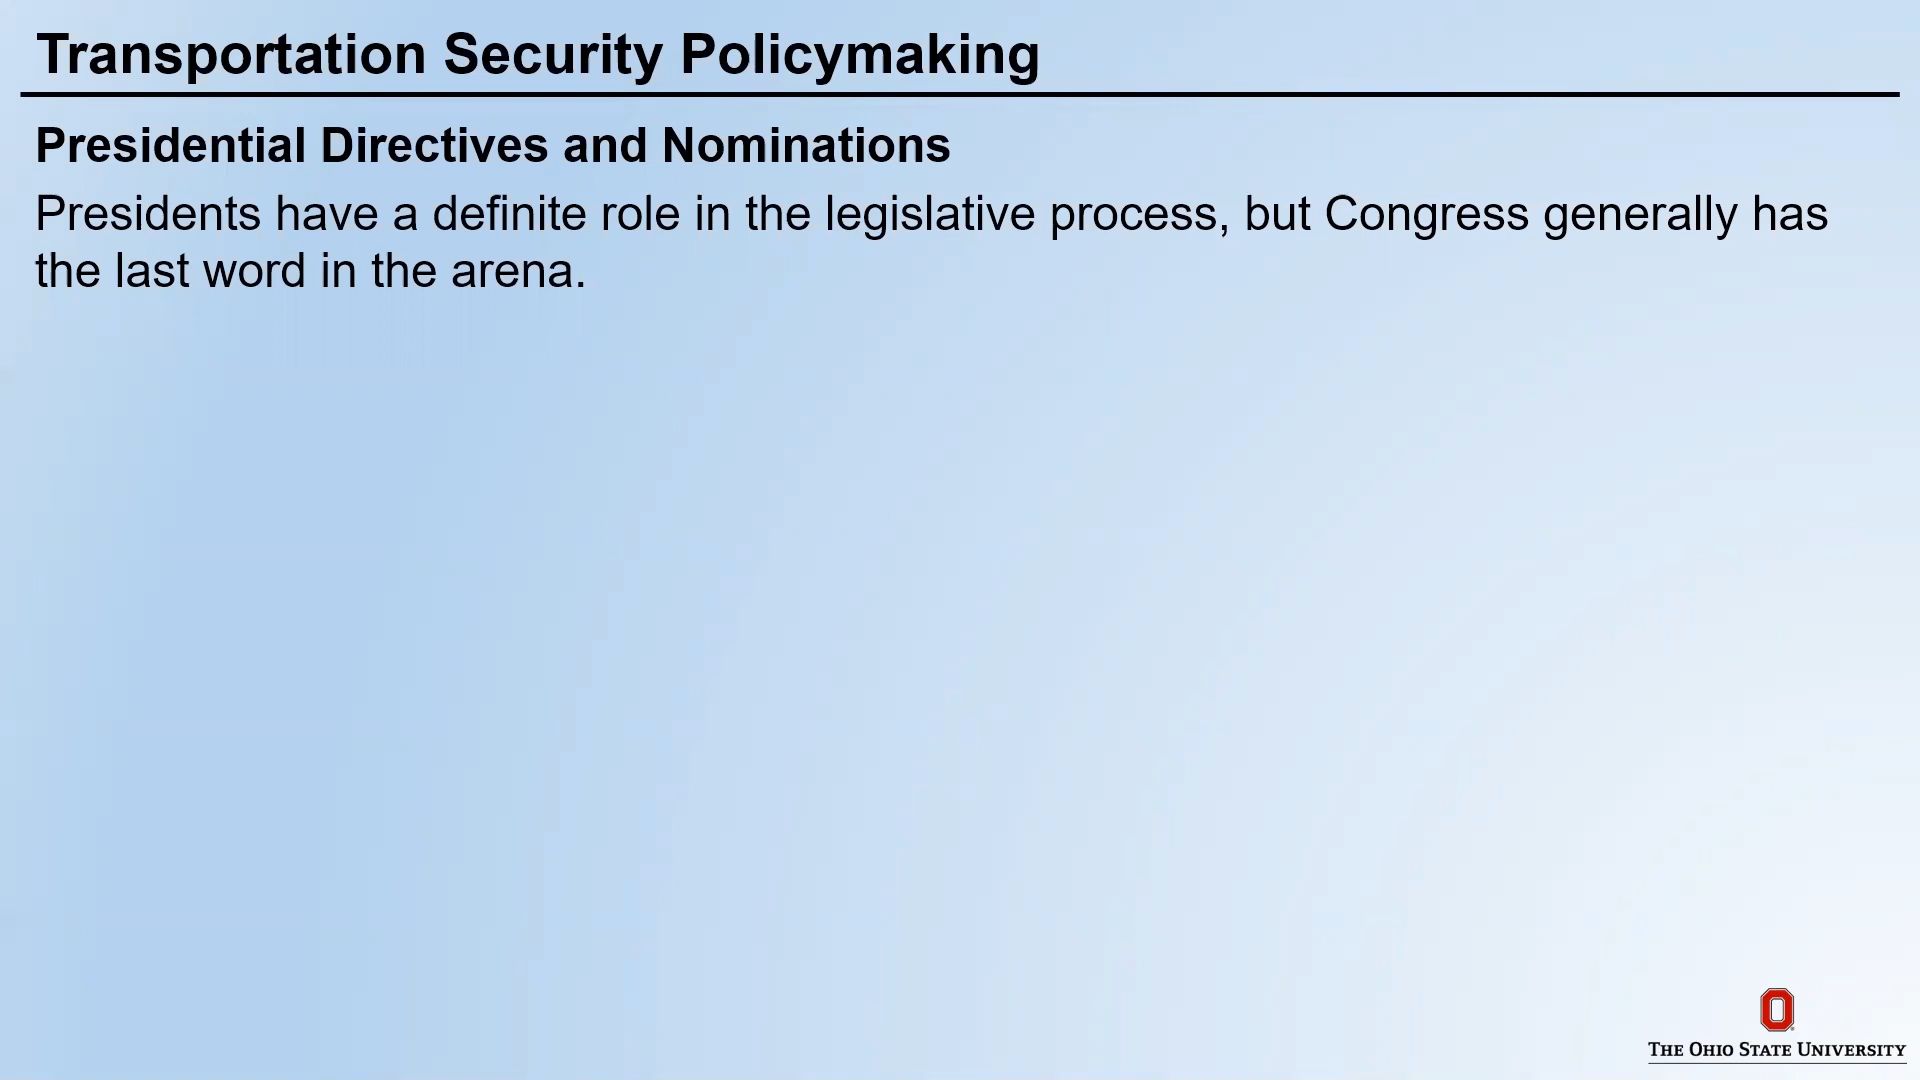 Transportation Security Policymaking
Presidential Directives and Nominations
Presidents have a definite role in the legislative process, but Congress generally has
the last word in the arena.
THE OHIO STATE UNIVERSITY